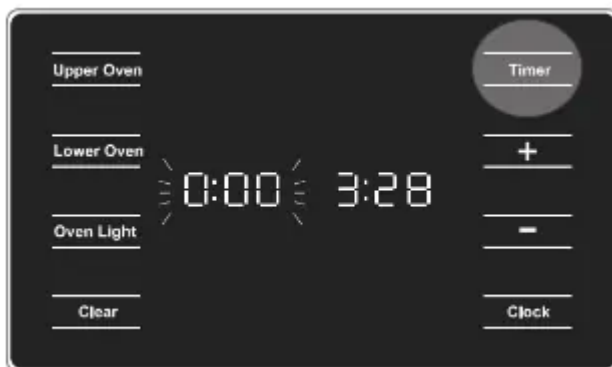 Upper Oven
Timer
Lower Oven
+
0:00 3:28
Oven Light
-
Clear
Clock